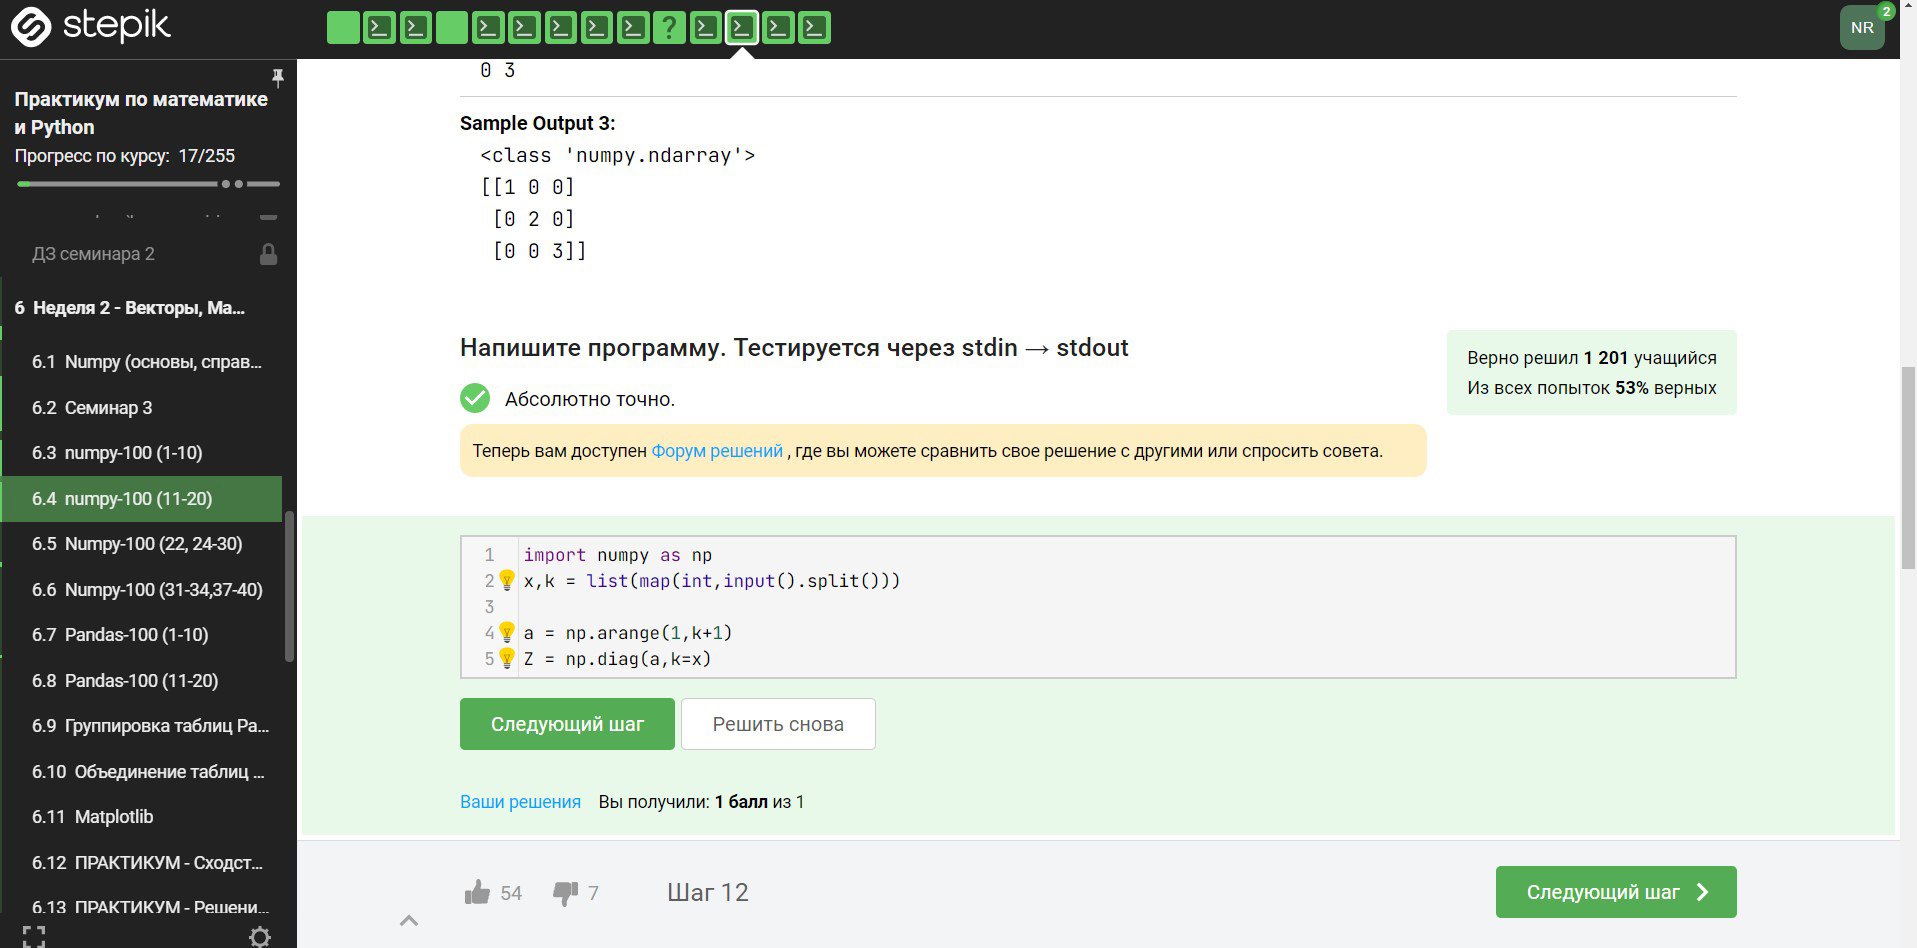 stepik
?
NR
2
Практикум по математике
и Python
Прогресс по курсу: 17/255
ДЗ семинара 2
6 Неделя 2 - Векторы, Ма...
6.1 Numpy (основы, справ...
6.2 Семинар 3
6.3 numpy-100 (1-10)
6.4 numpy-100 (11-20)
6.5 Numpy-100 (22, 24-30)
6.6 Numpy-100 (31-34,37-40)
6.7 Pandas-100 (1-10)
6.8 Pandas-100 (11-20)
6.9 Группировка таблиц Pa...
6.10 Объединение таблиц ...
6.11 Matplotlib
6.12 ПРАКТИКУМ - Сходст...
6.13 ПРАКТИКУМ - Решени...
0 3
Sample Output 3:
<class 'numpy.ndarray'>
[[1 0 0]
[0 2 0]
[0 0 3]]
Напишите программу. Тестируется через stdin → stdout
Верно решил 1 201 учащийся
Из всех попыток 53% верных
Абсолютно точно.
Теперь вам доступен Форум решений , где вы можете сравнить свое решение с другими или спросить совета.
1 import numpy as np
2 x,k = list(map(int,input().split()))
3
4 a = np.arange(1,k+1)
5 Z = np.diag(a,k=x)
Следующий шаг
Решить снова
Ваши решения Вы получили: 1 балл из 1
54 7 Шаг 12
Следующий шаг